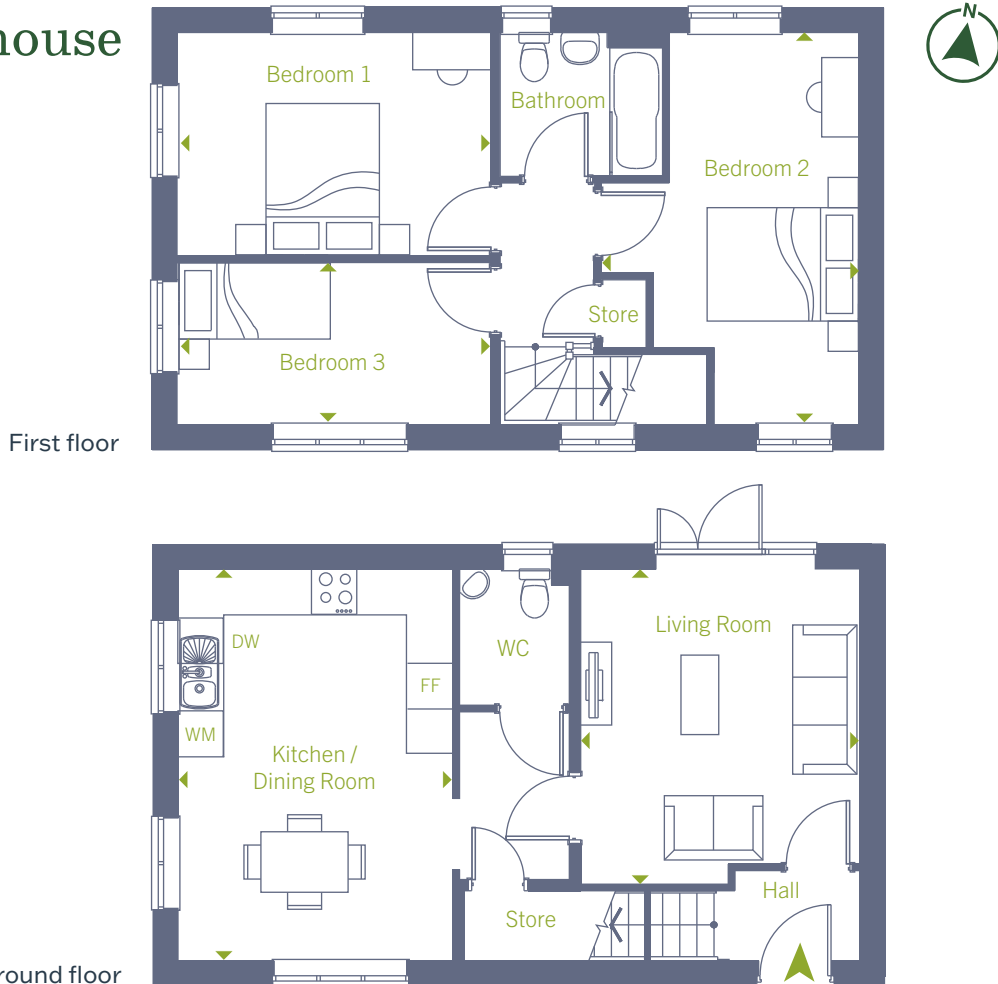 house
N
Bedroom 1
Bathroom
Bedroom 2
Store
Bedroom 3
First floor
Living Room
DW
WC
FF
WM
Kitchen /
Dining Room
Hall
Store
round floor